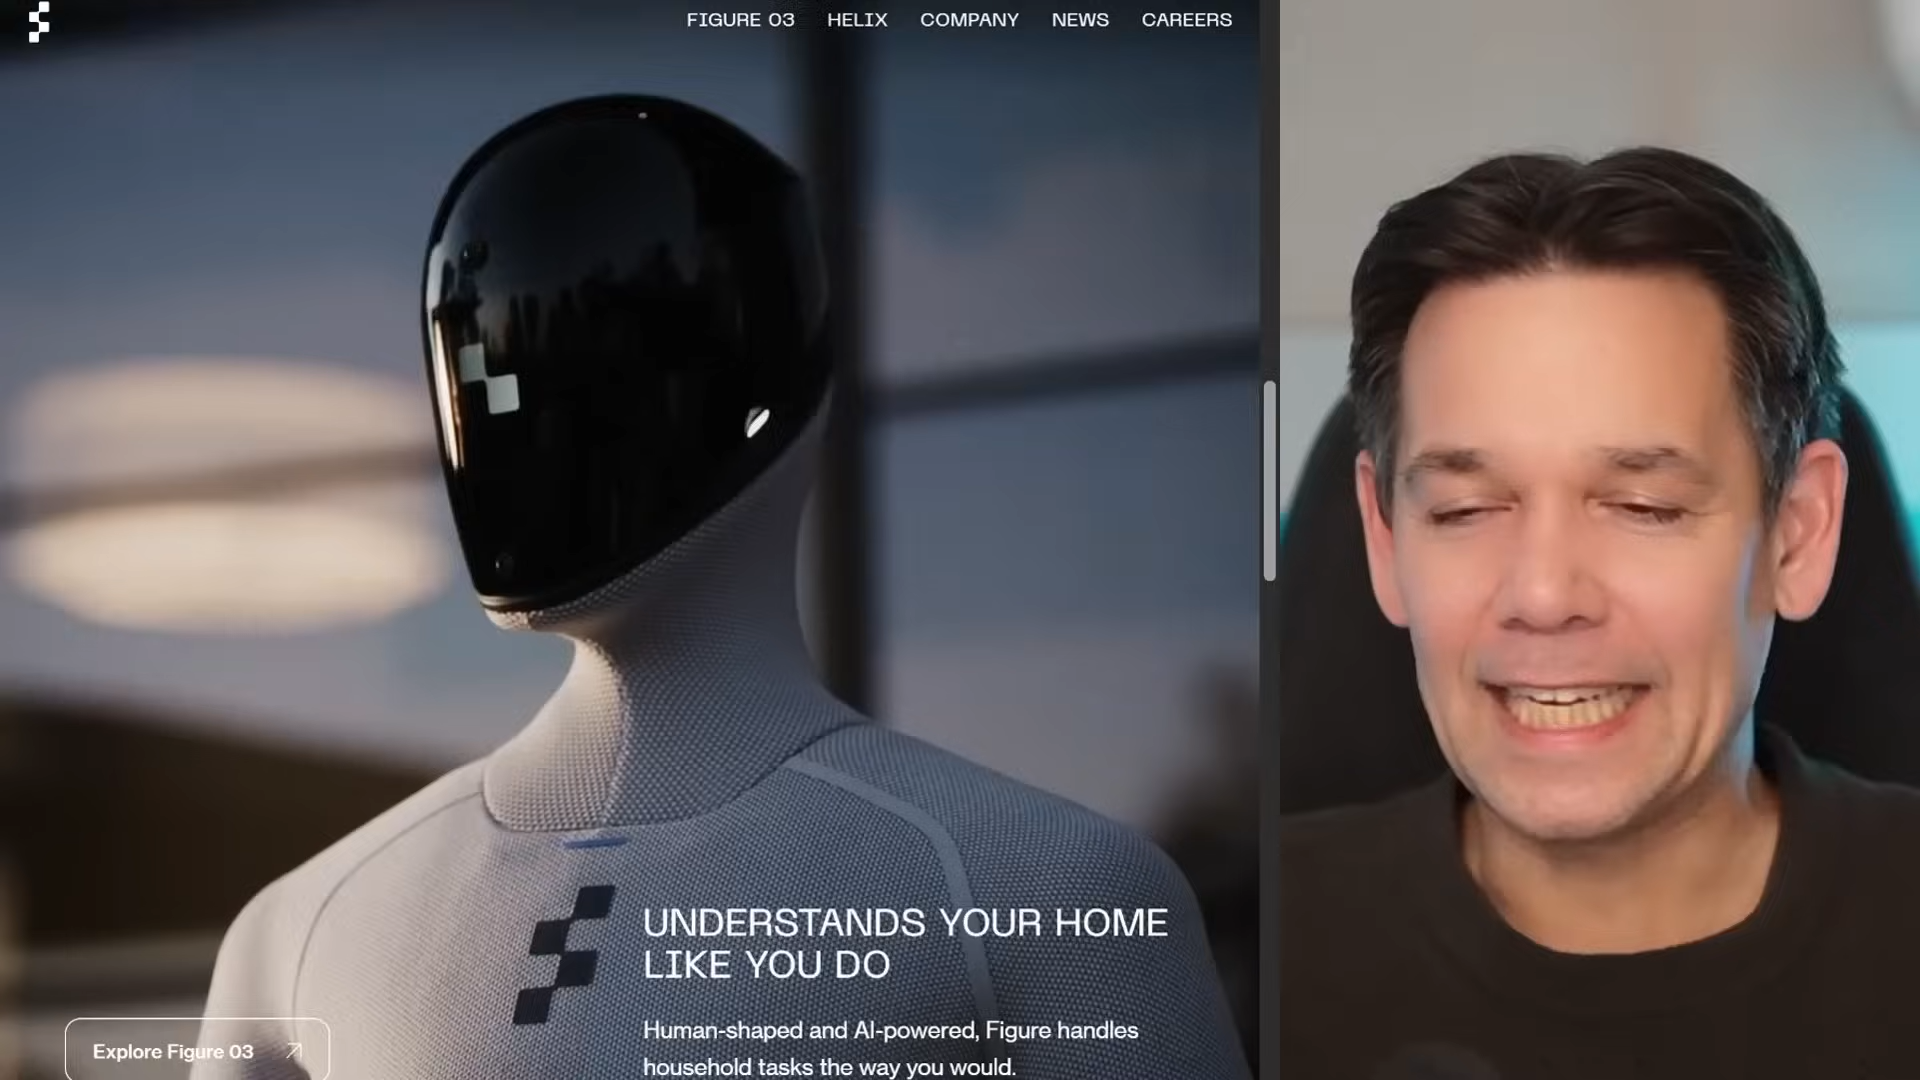 FIGURE 03
HELIX
COMPANY
NEWS
CAREERS
UNDERSTANDS YOUR HOME
LIKE YOU DO
Human-shaped and AI-powered, Figure handles
household tasks the way you would.
Explore Figure 03